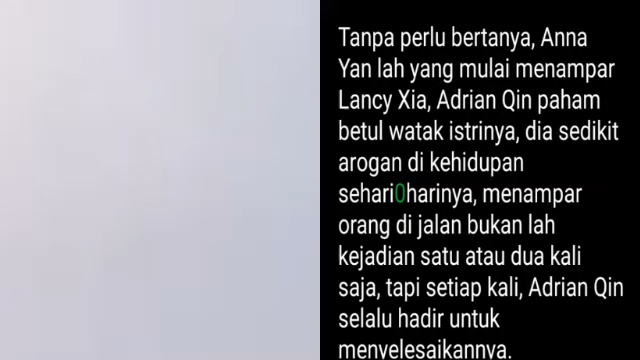 Tanpa perlu bertanya, Anna
Yan lah yang mulai menampar
Lancy Xia, Adrian Qin paham
betul watak istrinya, dia sedikit
arogan di kehidupan
sehari0harinya, menampar
orang di jalan bukan lah
kejadian satu atau dua kali
saja, tapi setiap kali, Adrian Qin
selalu hadir untuk
menyelesaikannya.